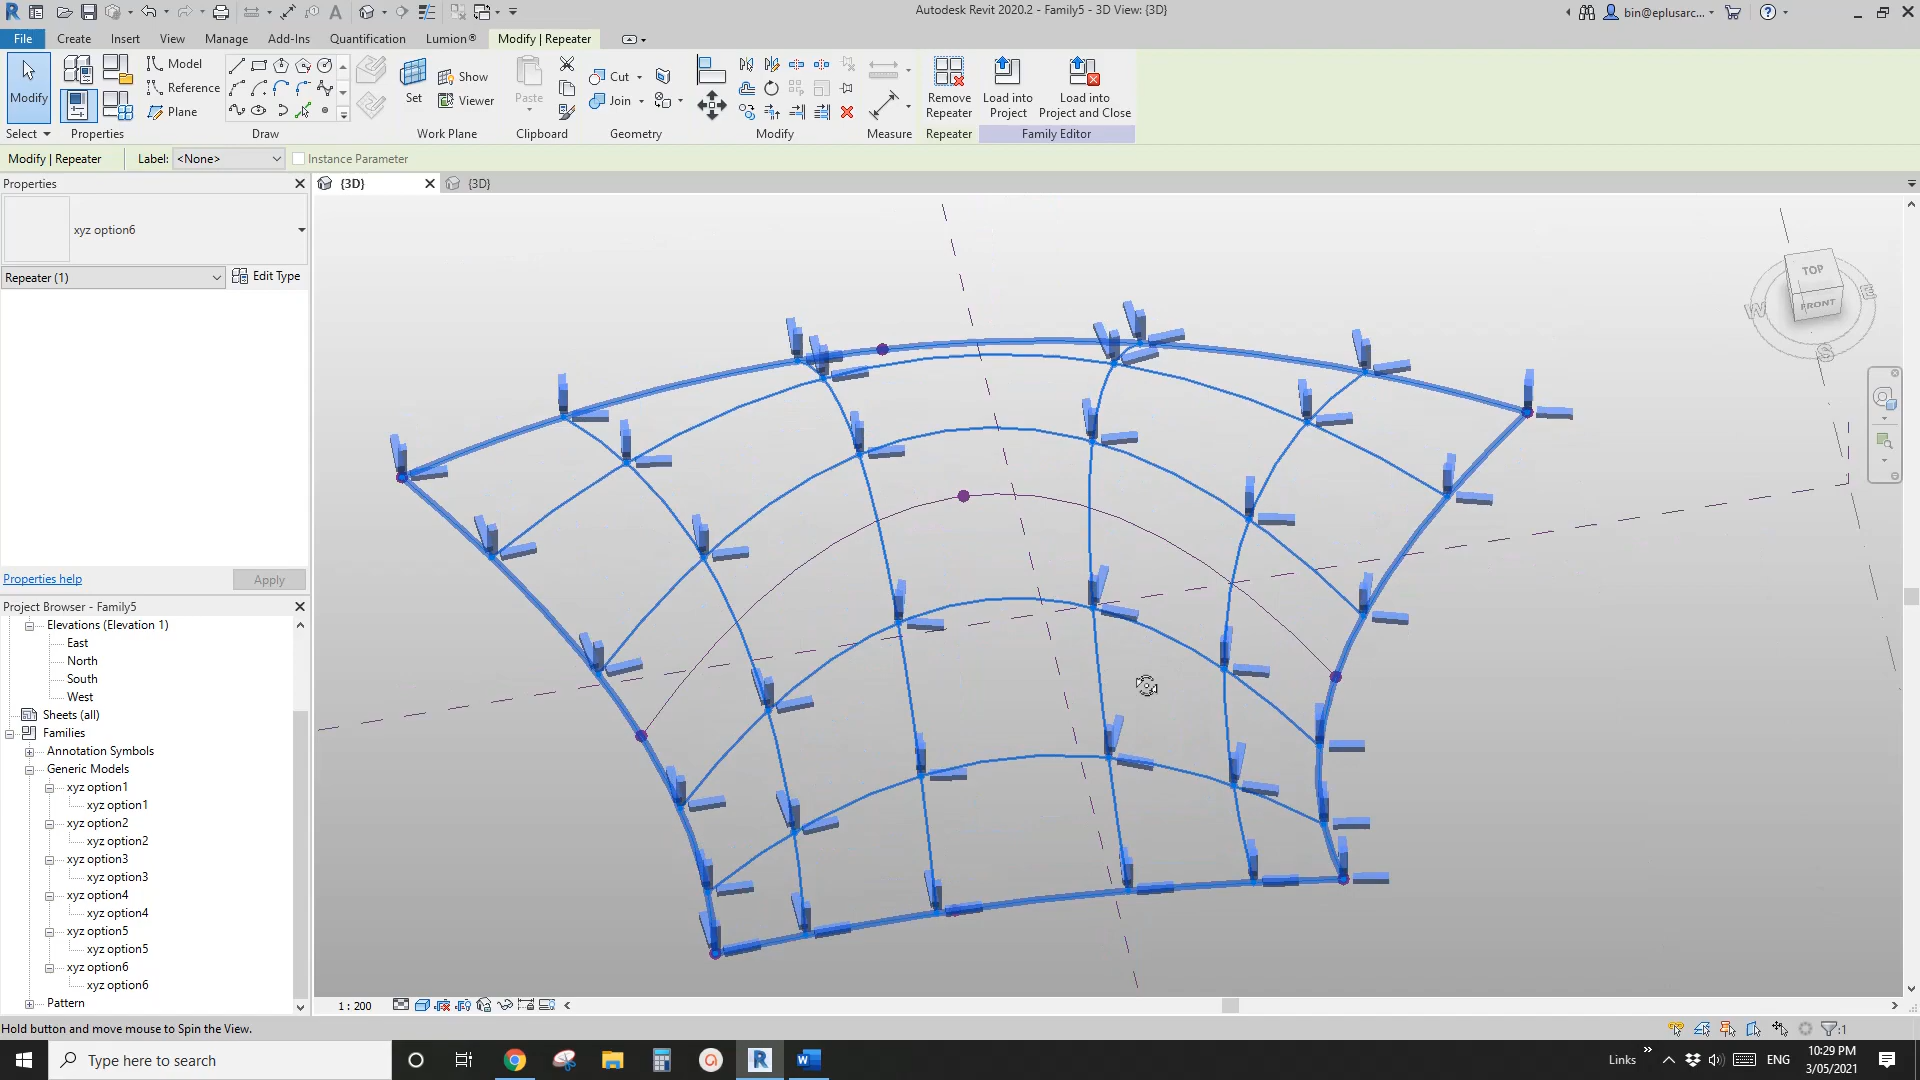 Autodesk Revit 2020.2 - Family5 - 3D View: {3D}
bin@eplusarc...
File Create Insert View Manage Add-Ins Quantification Lumion® Modify | Repeater
Modify
Model
Reference
Plane
Set
Show
Viewer
Paste
Cut
Join
Remove Repeater
Load into Project
Load into Project and Close
Select Properties Draw Work Plane Clipboard Geometry Modify Measure Repeater Family Editor
Modify | Repeater Label: <None> Instance Parameter
Properties
{3D}
{3D}
xyz option6
Repeater (1)
Edit Type
TOP
FRONT
W
E
S
Properties help
Apply
Project Browser - Family5
Elevations (Elevation 1)
East
North
South
West
Sheets (all)
Families
Annotation Symbols
Generic Models
xyz option1
xyz option1
xyz option2
xyz option2
xyz option3
xyz option3
xyz option4
xyz option4
xyz option5
xyz option5
xyz option6
xyz option6
Pattern
1 : 200
Hold button and move mouse to Spin the View.
:1
Type here to search
Links
ENG
10:29 PM
3/05/2021